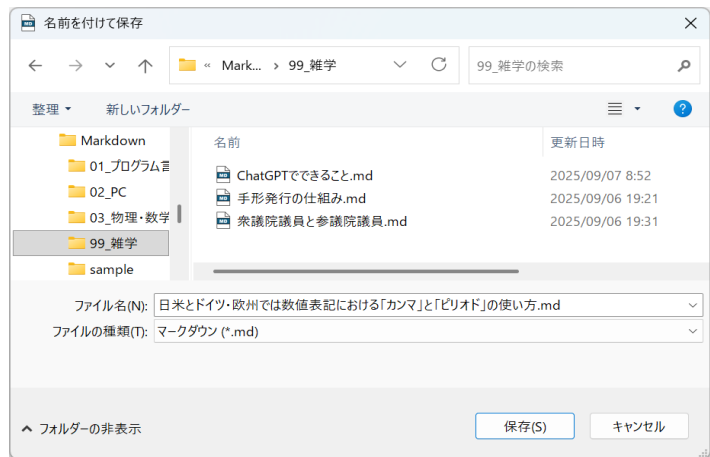 名前を付けて保存
« Mark... › 99_雑学
99_雑学の検索
整理
新しいフォルダー
Markdown
01_プログラム言
02_PC
03_物理・数学
99_雑学
sample
名前
更新日時
ChatGPTでできること.md
2025/09/07 8:52
手形発行の仕組み.md
2025/09/06 19:21
衆議院議員と参議院議員.md
2025/09/06 19:31
ファイル名(N):
日米とドイツ・欧州では数値表記における「カンマ」と「ピリオド」の使い方.md
ファイルの種類(T):
マークダウン (*.md)
フォルダーの非表示
保存(S)
キャンセル